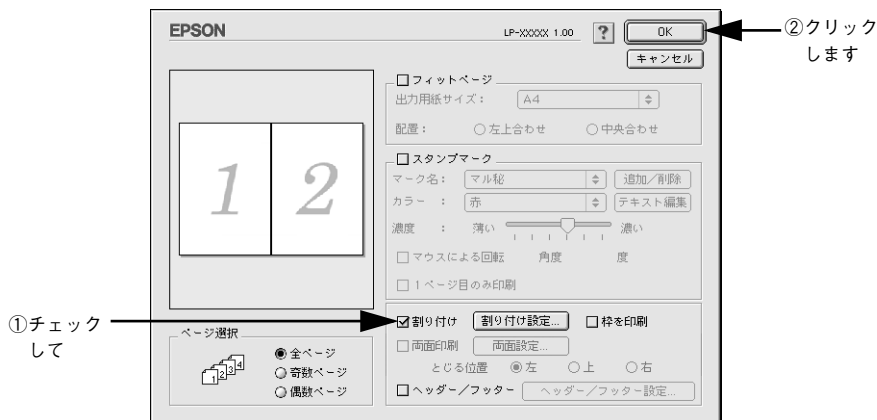 EPSON
LP-XXXXX 1.00
?
OK
②クリック
します
キャンセル
□フィットページ
出力用紙サイズ： A4
配置： ○左上合わせ ○中央合わせ
1 2
□スタンプマーク
マーク名： マル秘 追加／削除
カラー ： 赤 テキスト編集
濃度 ： 薄い 濃い
□マウスによる回転 角度 度
□1ページ目のみ印刷
①チェック
して
☑割り付け 割り付け設定... □枠を印刷
□両面印刷 両面設定...
とじる位置 ◉左 ○上 ○右
□ヘッダー／フッター ヘッダー／フッター設定...
ページ選択
1 2 3 4
◉全ページ
○奇数ページ
○偶数ページ